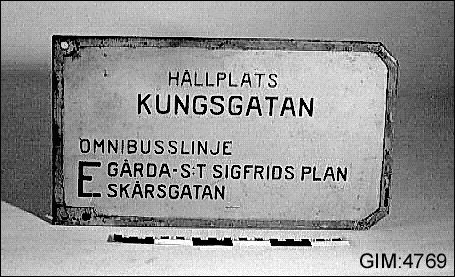 HÅLLPLATS
KUNGSGATAN
OMNIBUSSLINJE
E GÅRDA-S:T SIGFRIDS PLAN
SKÅRSGATAN
GIM:4769